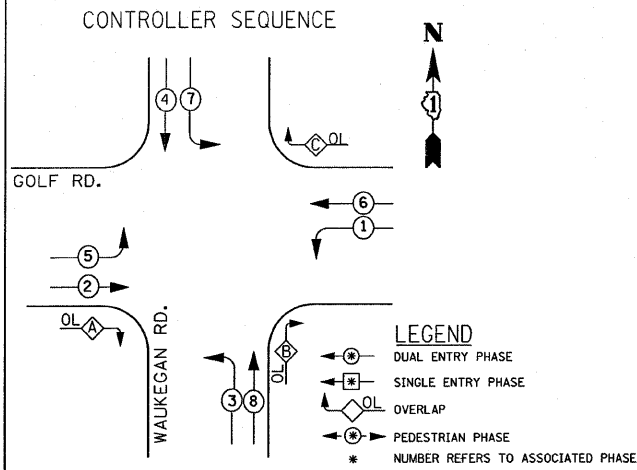 CONTROLLER SEQUENCE
N
1
4
7
C
OL
GOLF RD.
6
1
5
2
OL
A
WAUKEGAN RD.
3
8
B
OL
LEGEND
* DUAL ENTRY PHASE
* SINGLE ENTRY PHASE
OL OVERLAP
* PEDESTRIAN PHASE
* NUMBER REFERS TO ASSOCIATED PHASE